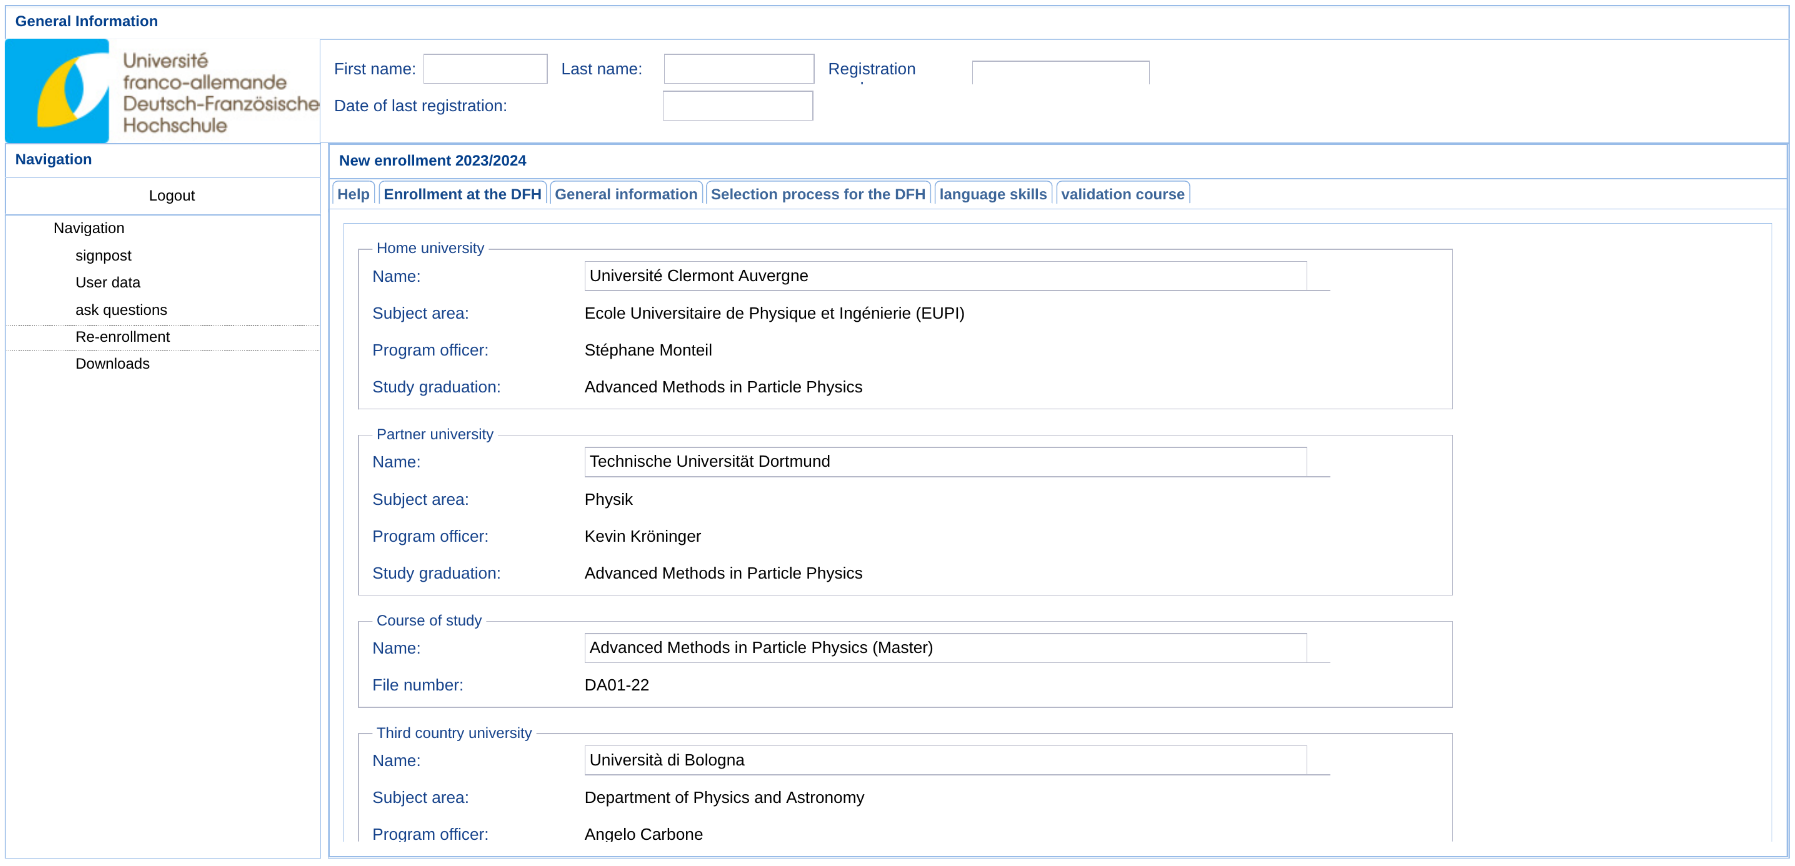 General Information
Université
franco-allemande
Deutsch-Französische
Hochschule
First name: Last name: Registration
Date of last registration:
Navigation
Logout
Navigation
signpost
User data
ask questions
Re-enrollment
Downloads
New enrollment 2023/2024
Help Enrollment at the DFH General information Selection process for the DFH language skills validation course
Home university
Name: Université Clermont Auvergne
Subject area: Ecole Universitaire de Physique et Ingénierie (EUPI)
Program officer: Stéphane Monteil
Study graduation: Advanced Methods in Particle Physics
Partner university
Name: Technische Universität Dortmund
Subject area: Physik
Program officer: Kevin Kröninger
Study graduation: Advanced Methods in Particle Physics
Course of study
Name: Advanced Methods in Particle Physics (Master)
File number: DA01-22
Third country university
Name: Università di Bologna
Subject area: Department of Physics and Astronomy
Program officer: Angelo Carbone